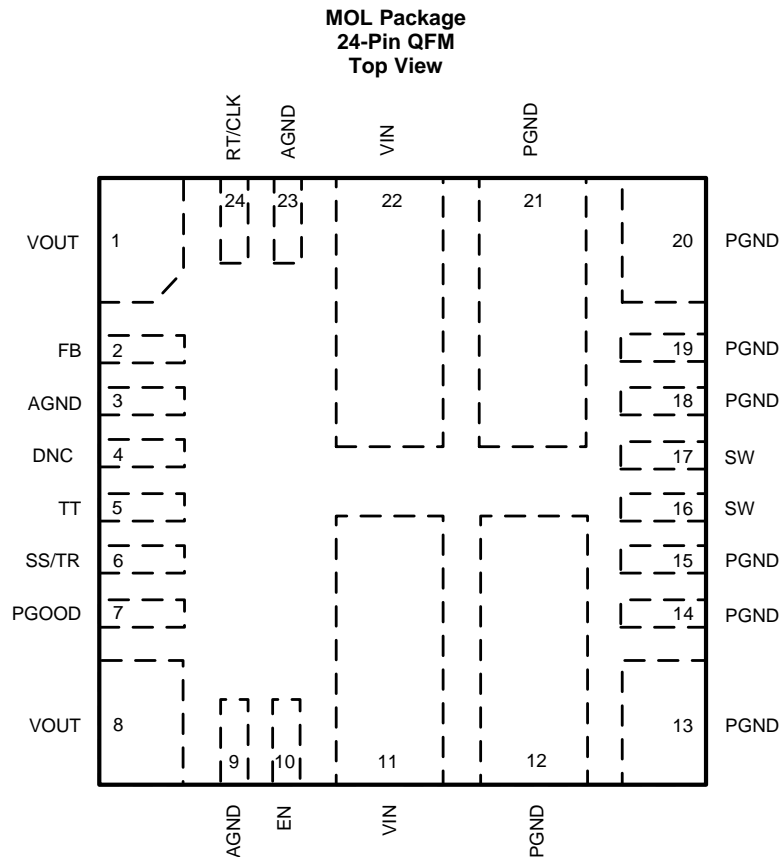 MOL Package
24-Pin QFM
Top View
RT/CLK
AGND
VIN
PGND
24
23
22
21
VOUT 1
20 PGND
FB 2
19 PGND
AGND 3
18 PGND
DNC 4
17 SW
TT 5
16 SW
SS/TR 6
15 PGND
PGOOD 7
14 PGND
VOUT 8
13 PGND
9
10
11
12
AGND
EN
VIN
PGND